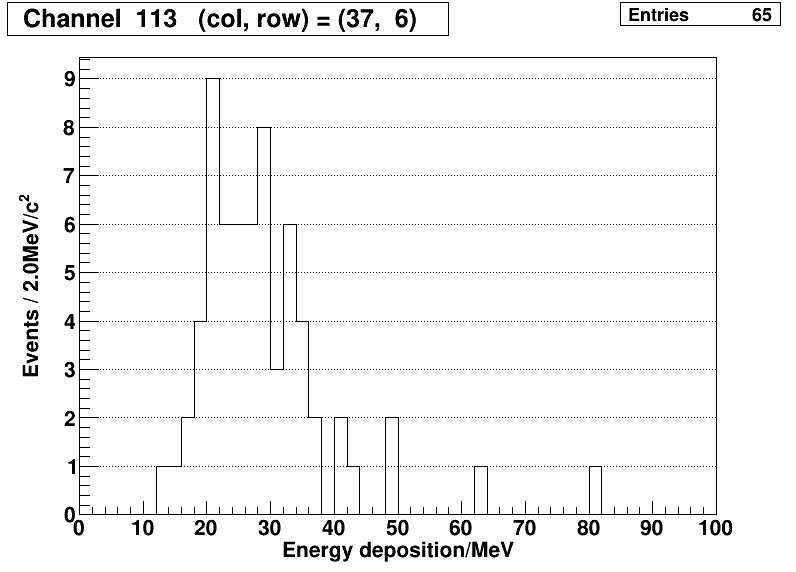 Channel 113 (col, row) = (37, 6)
Entries 65
Events / 2.0MeV/c²
9
8
7
6
5
4
3
2
1
0
0 10 20 30 40 50 60 70 80 90 100
Energy deposition/MeV